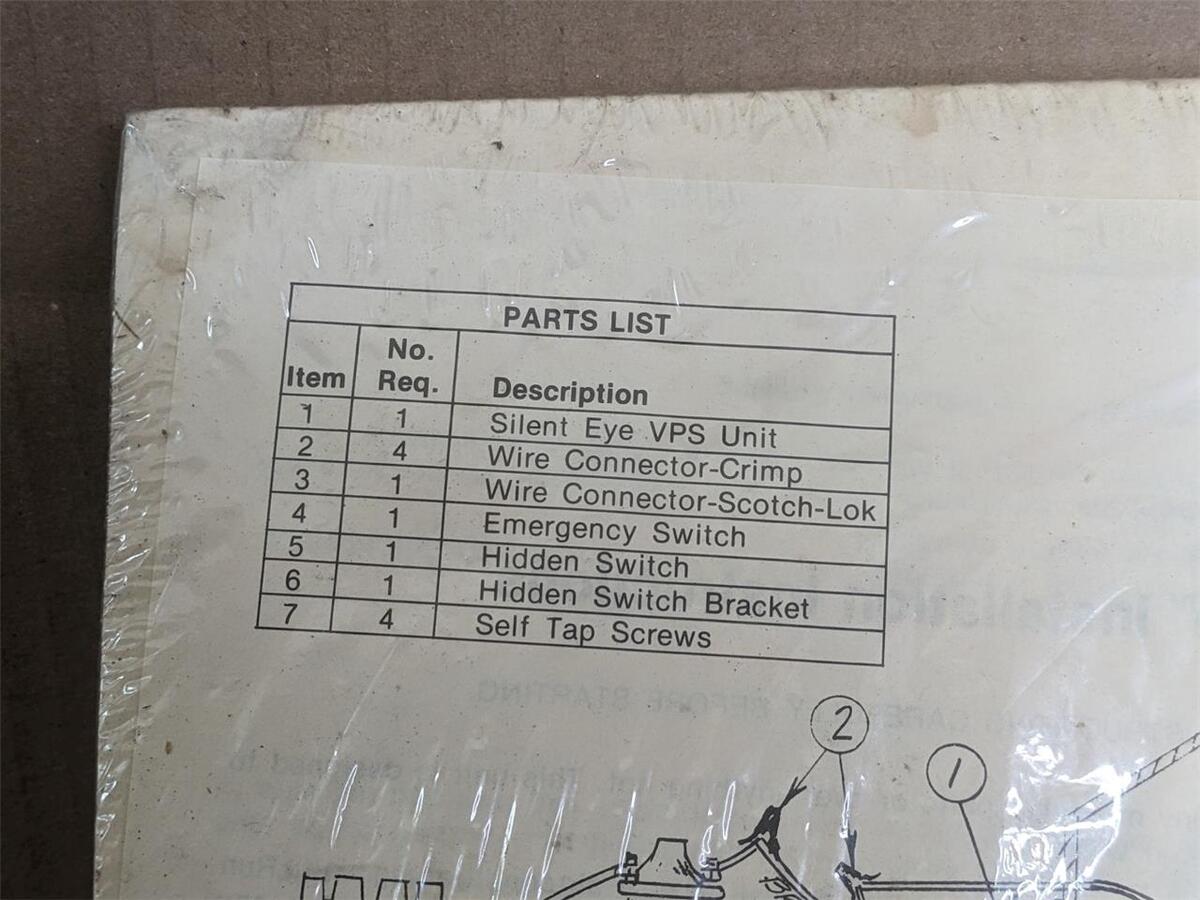 PARTS LIST
Item No. Req. Description
1 1 Silent Eye VPS Unit
2 4 Wire Connector-Crimp
3 1 Wire Connector-Scotch-Lok
4 1 Emergency Switch
5 1 Hidden Switch
6 1 Hidden Switch Bracket
7 4 Self Tap Screws
2
1